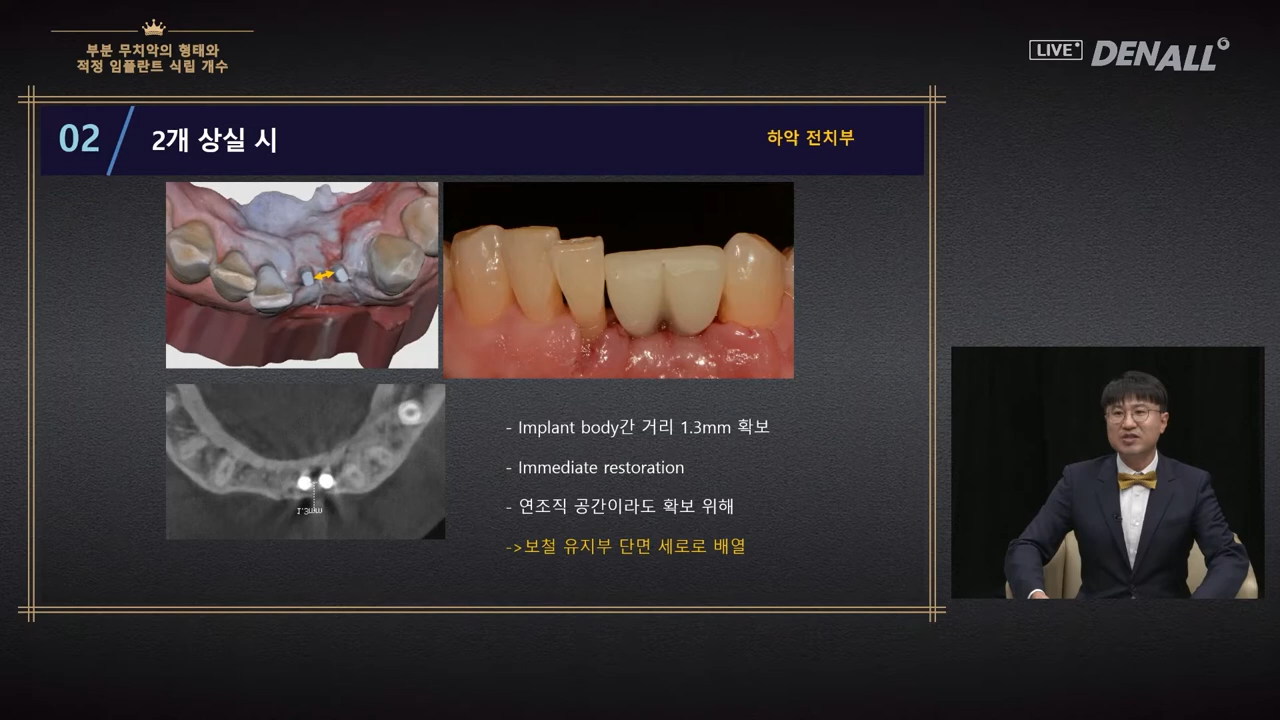 부분 무치악의 형태와
적정 임플란트 식립 개수
LIVE
DENALL
02
2개 상실 시
하악 전치부
1.3mm
- Implant body간 거리 1.3mm 확보
- Immediate restoration
- 연조직 공간이라도 확보 위해
->보철 유지부 단면 세로로 배열